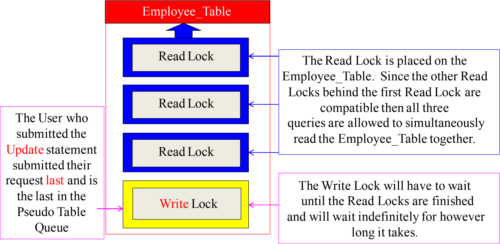 Employee_Table
Read Lock
Read Lock
Read Lock
Write Lock
The Read Lock is placed on the
Employee_Table. Since the other Read
Locks behind the first Read Lock are
compatible then all three
queries are allowed to simultaneously
read the Employee_Table together.
The User who
submitted the
Update statement
submitted their
request last and is
the last in the
Pseudo Table
Queue
The Write Lock will have to wait
until the Read Locks are finished
and will wait indefinitely for however
long it takes.